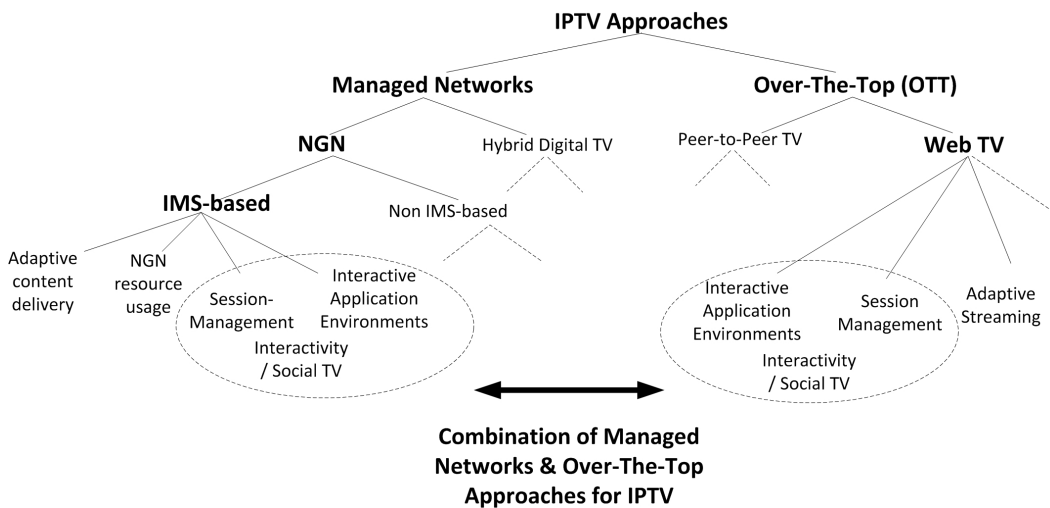 IPTV Approaches
Managed Networks
Over-The-Top (OTT)
NGN
Hybrid Digital TV
Peer-to-Peer TV
Web TV
IMS-based
Non IMS-based
Adaptive
content
delivery
NGN
resource
usage
Session-
Management
Interactive
Application
Environments
Interactivity
/ Social TV
Interactive
Application
Environments
Session
Management
Interactivity
/ Social TV
Adaptive
Streaming
Combination of Managed
Networks & Over-The-Top
Approaches for IPTV